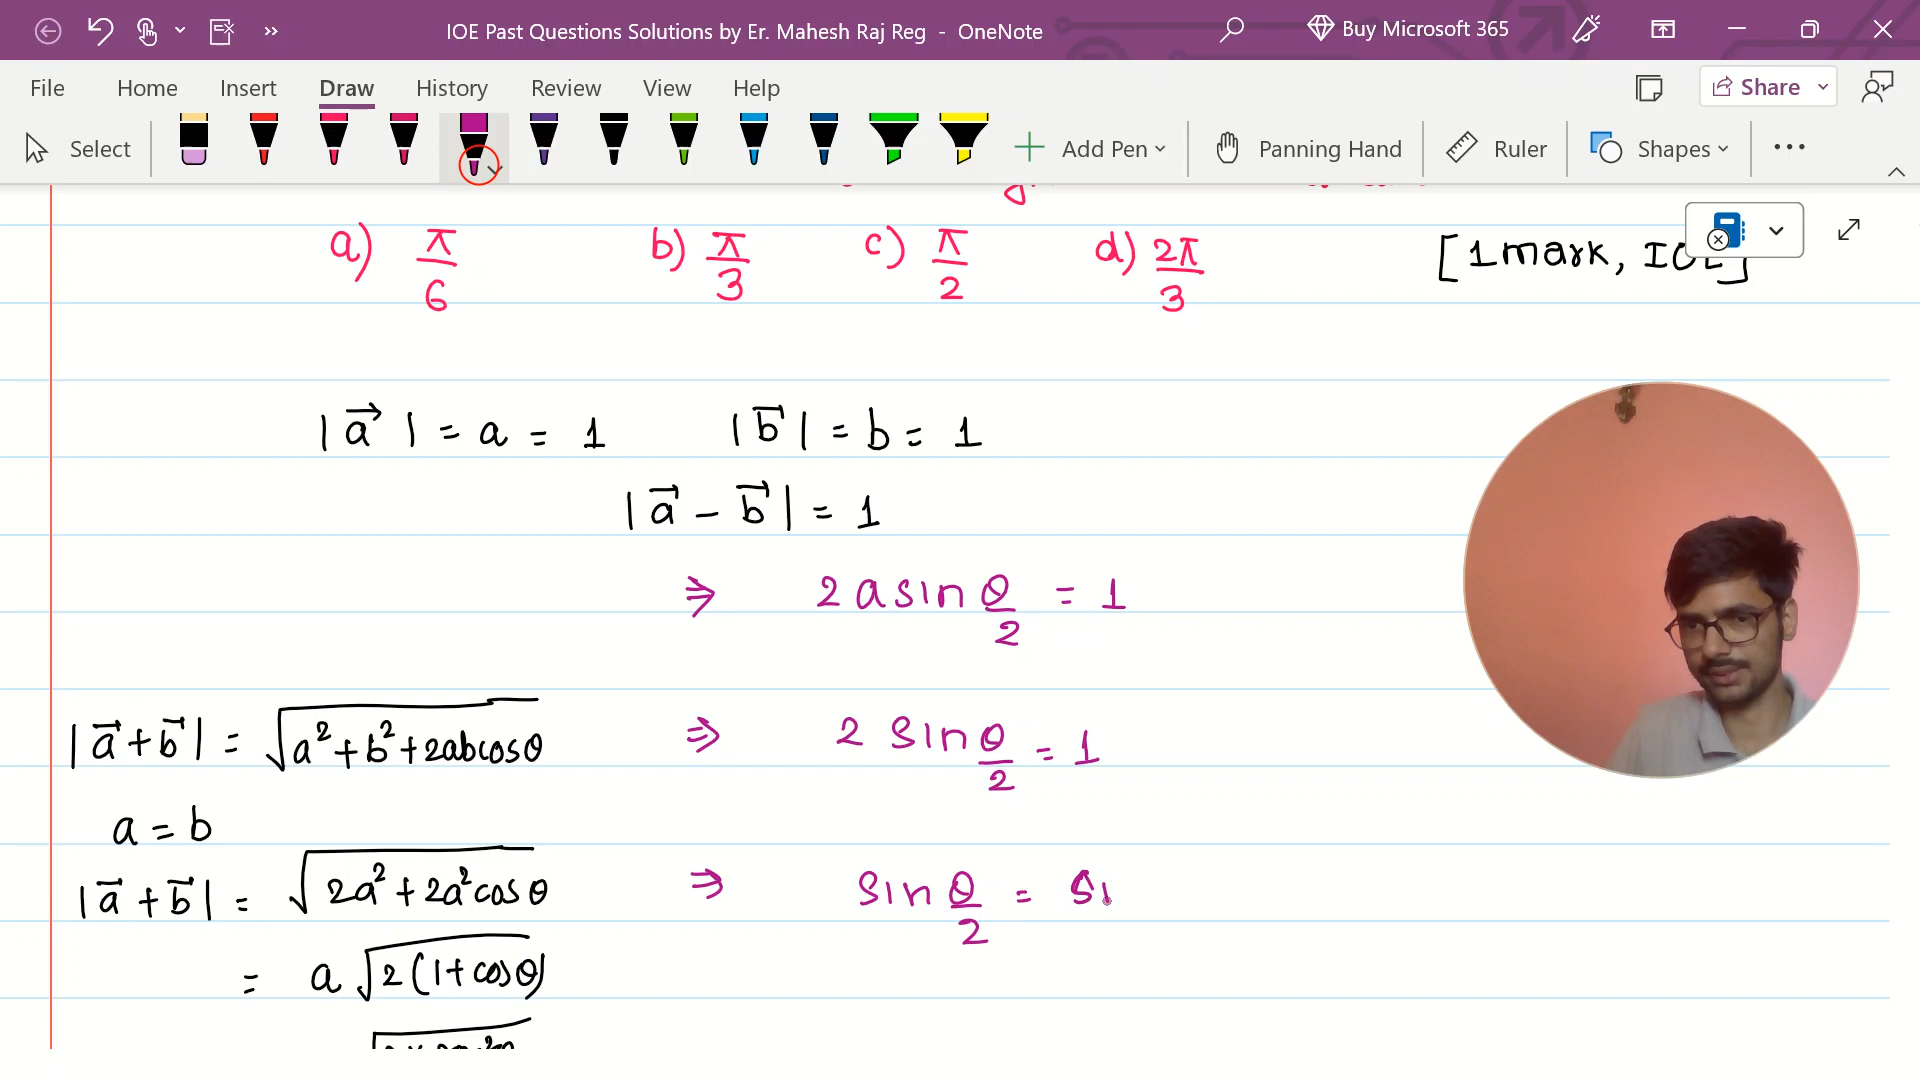 IOE Past Questions Solutions by Er. Mahesh Raj Reg - OneNote
Buy Microsoft 365
File Home Insert Draw History Review View Help
Share
Select
Add Pen
Panning Hand
Ruler
Shapes
a) π/6 b) π/3 c) π/2 d) 2π/3
[1 mark, IOE]
|a⃗| = a = 1 |b⃗| = b = 1
|a⃗ - b⃗| = 1
⇒ 2 a sin θ/2 = 1
|a⃗ + b⃗| = √(a² + b² + 2ab cos θ)
⇒ 2 sin θ/2 = 1
a = b
|a⃗ + b⃗| = √(2a² + 2a² cos θ)
⇒ sin θ/2 = si
= a √(2(1 + cos θ))